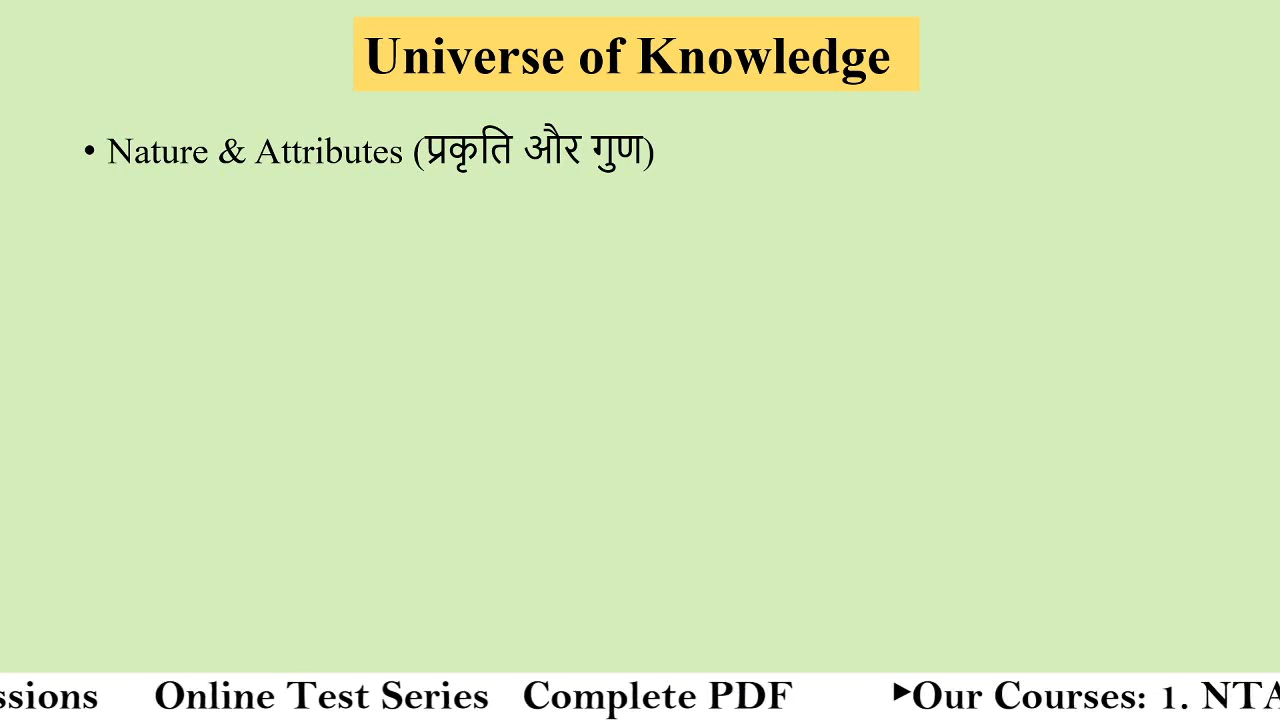 Universe of Knowledge
• Nature & Attributes (प्रकृति और गुण)
ssions Online Test Series Complete PDF ▶Our Courses: 1. NTA